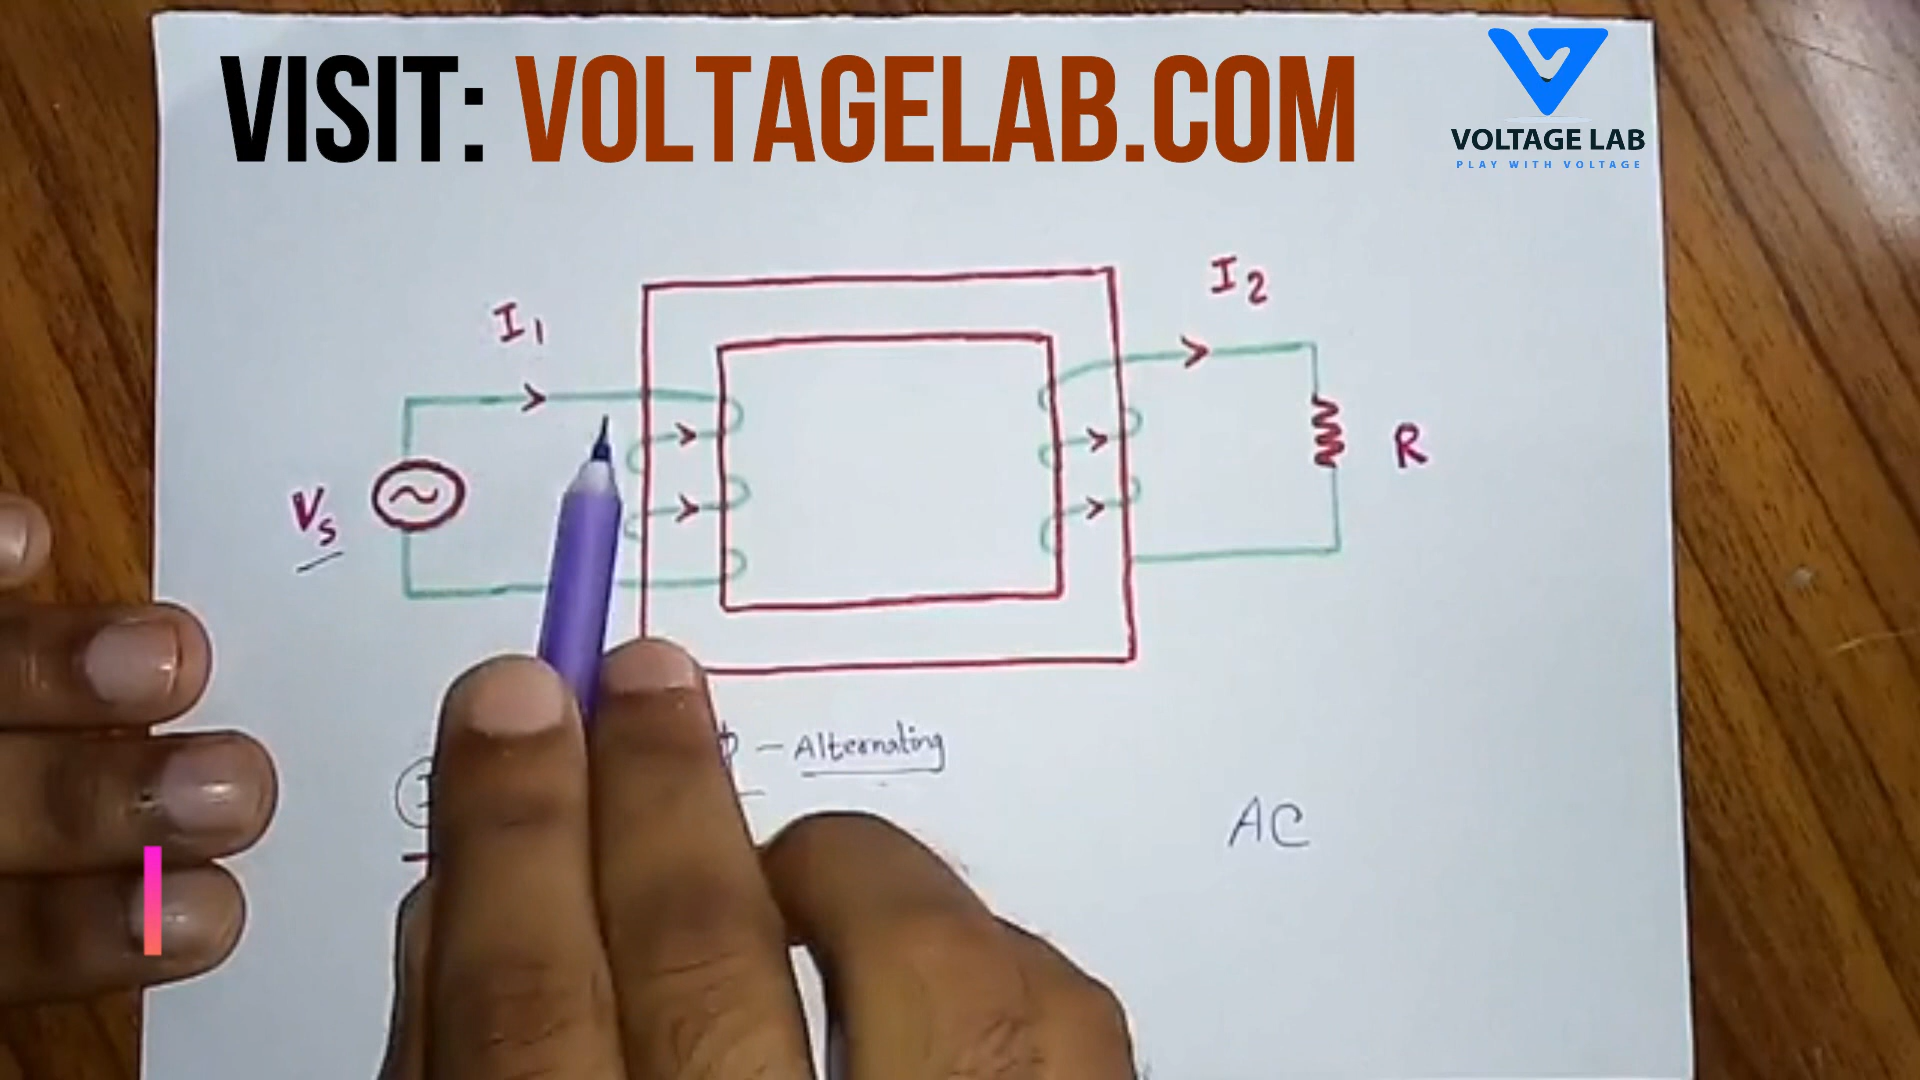 VISIT: VOLTAGELAB.COM
VOLTAGE LAB
PLAY WITH VOLTAGE
I1
I2
Vs
R
ϕ — Alternating
AC